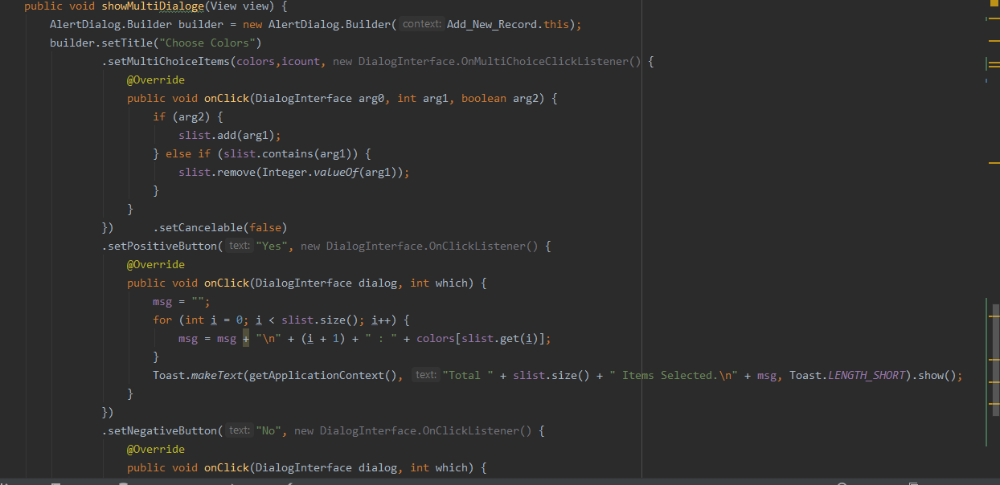 public void showMultiDialoge(View view) {
AlertDialog.Builder builder = new AlertDialog.Builder( context: Add_New_Record.this);
builder.setTitle("Choose Colors")
.setMultiChoiceItems(colors,icount, new DialogInterface.OnMultiChoiceClickListener() {
@Override
public void onClick(DialogInterface arg0, int arg1, boolean arg2) {
if (arg2) {
slist.add(arg1);
} else if (slist.contains(arg1)) {
slist.remove(Integer.valueOf(arg1));
}
}
}) .setCancelable(false)
.setPositiveButton( text: "Yes", new DialogInterface.OnClickListener() {
@Override
public void onClick(DialogInterface dialog, int which) {
msg = "";
for (int i = 0; i < slist.size(); i++) {
msg = msg + "\n" + (i + 1) + " : " + colors[slist.get(i)];
}
Toast.makeText(getApplicationContext(), text: "Total " + slist.size() + " Items Selected.\n" + msg, Toast.LENGTH_SHORT).show();
}
})
.setNegativeButton( text: "No", new DialogInterface.OnClickListener() {
@Override
public void onClick(DialogInterface dialog, int which) {